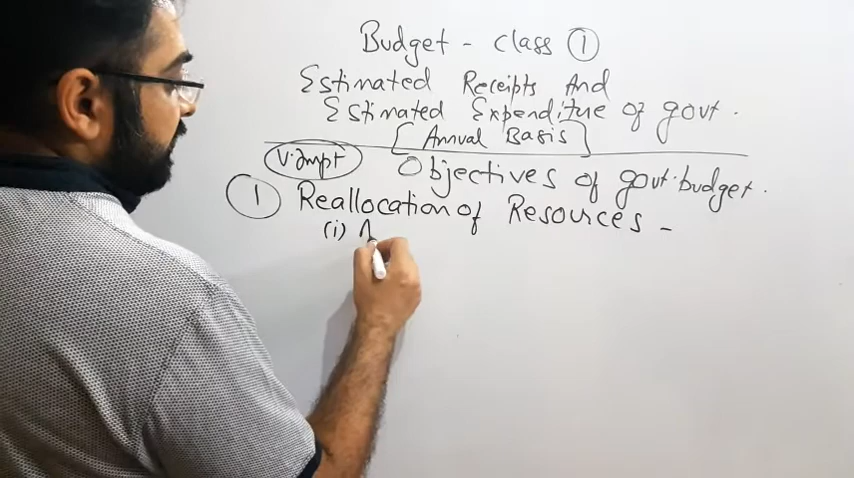 Budget - class ①
Estimated Receipts And
Estimated Expenditure of govt.
[Annual Basis]
V. Impt Objectives of govt. budget.
① Reallocation of Resources -
(i) A